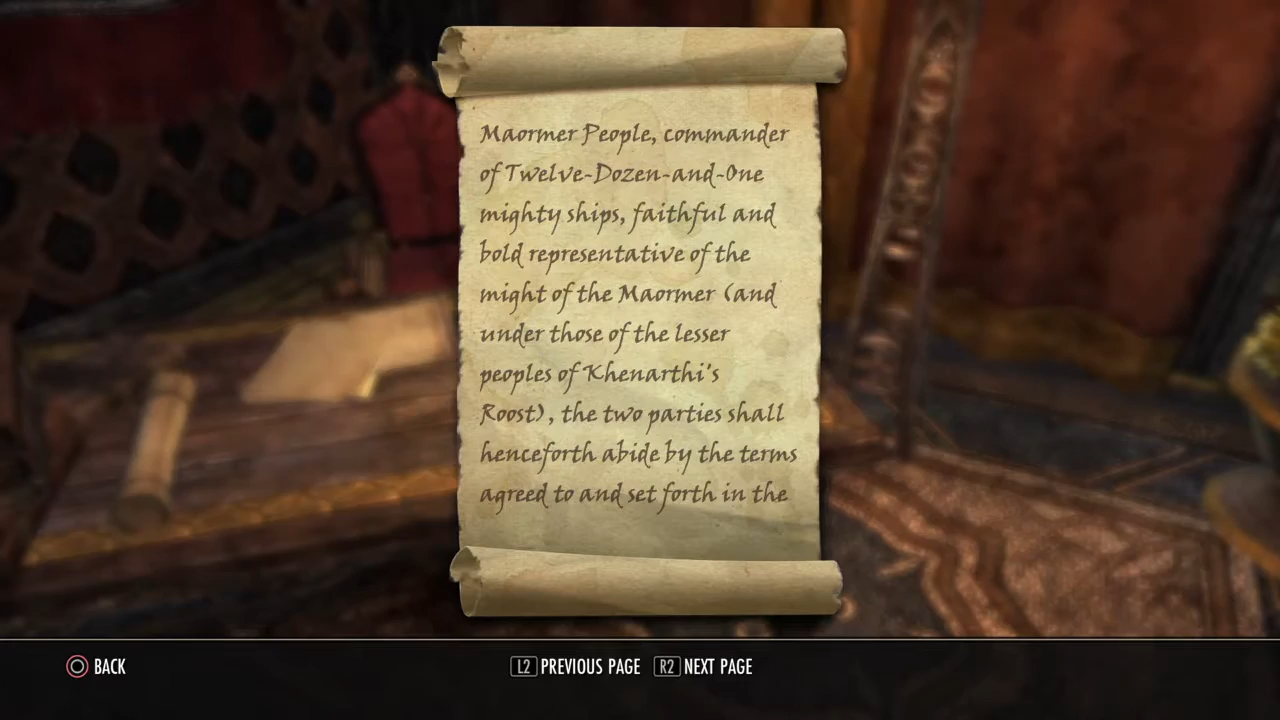 Maormer People, commander
of Twelve-Dozen-and-One
mighty ships, faithful and
bold representative of the
might of the Maormer (and
under those of the lesser
peoples of Khenarthi's
Roost), the two parties shall
henceforth abide by the terms
agreed to and set forth in the
BACK
L2 PREVIOUS PAGE R2 NEXT PAGE